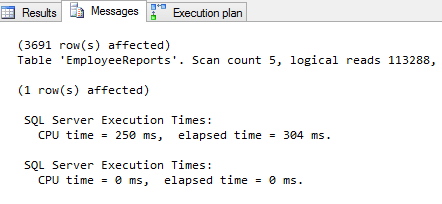 Results Messages Execution plan
(3691 row(s) affected)
Table 'EmployeeReports'. Scan count 5, logical reads 113288,
(1 row(s) affected)
SQL Server Execution Times:
CPU time = 250 ms, elapsed time = 304 ms.
SQL Server Execution Times:
CPU time = 0 ms, elapsed time = 0 ms.